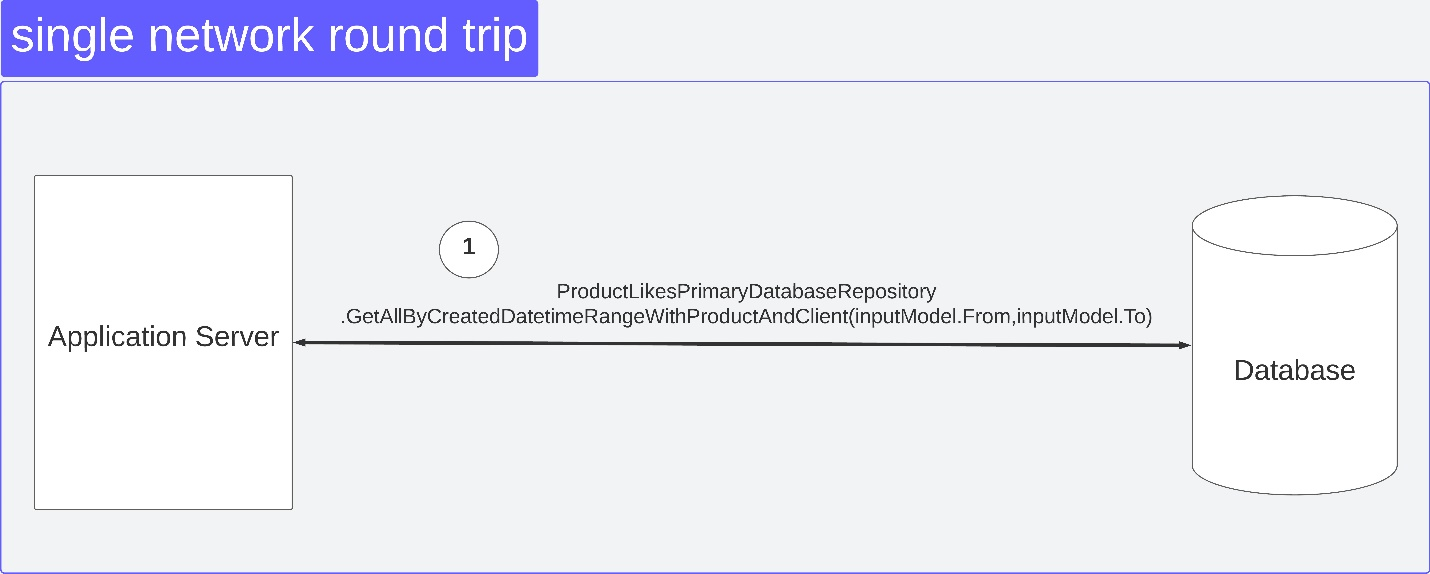 single network round trip
1
ProductLikesPrimaryDatabaseRepository
.GetAllByCreatedDatetimeRangeWithProductAndClient(inputModel.From,inputModel.To)
Application Server
Database